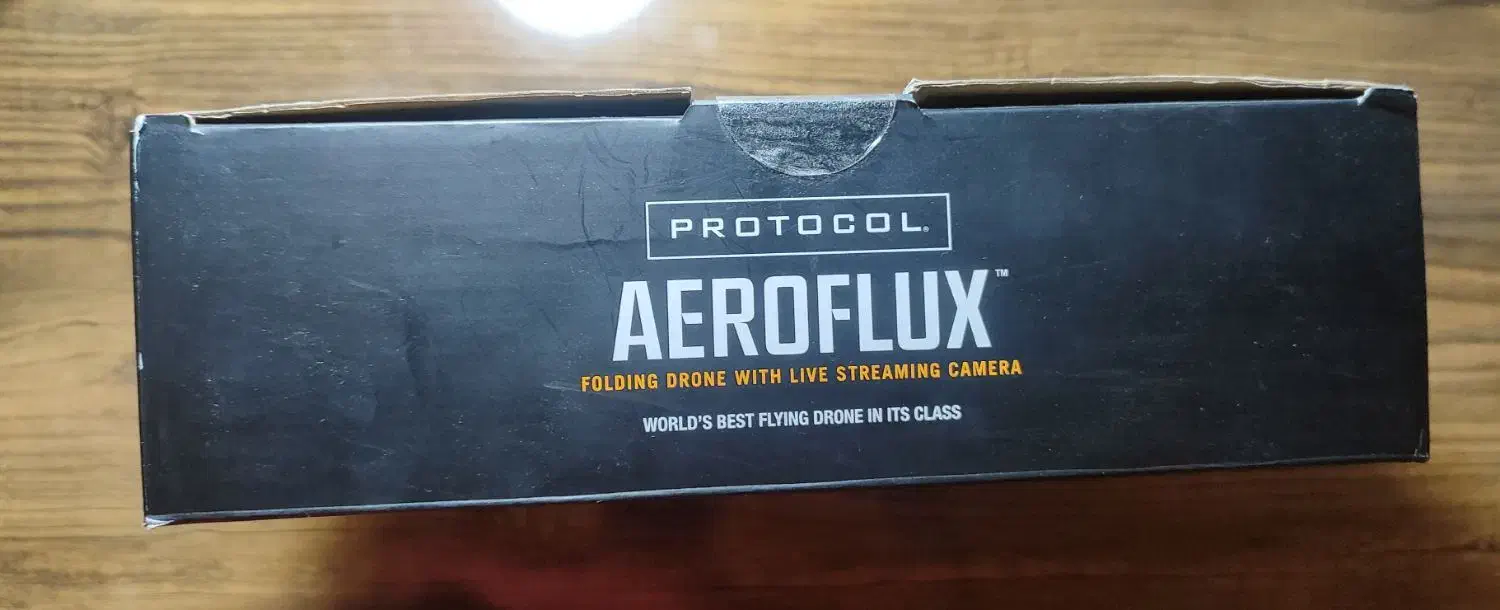 PROTOCOL®
AEROFLUX™
FOLDING DRONE WITH LIVE STREAMING CAMERA
WORLD'S BEST FLYING DRONE IN ITS CLASS